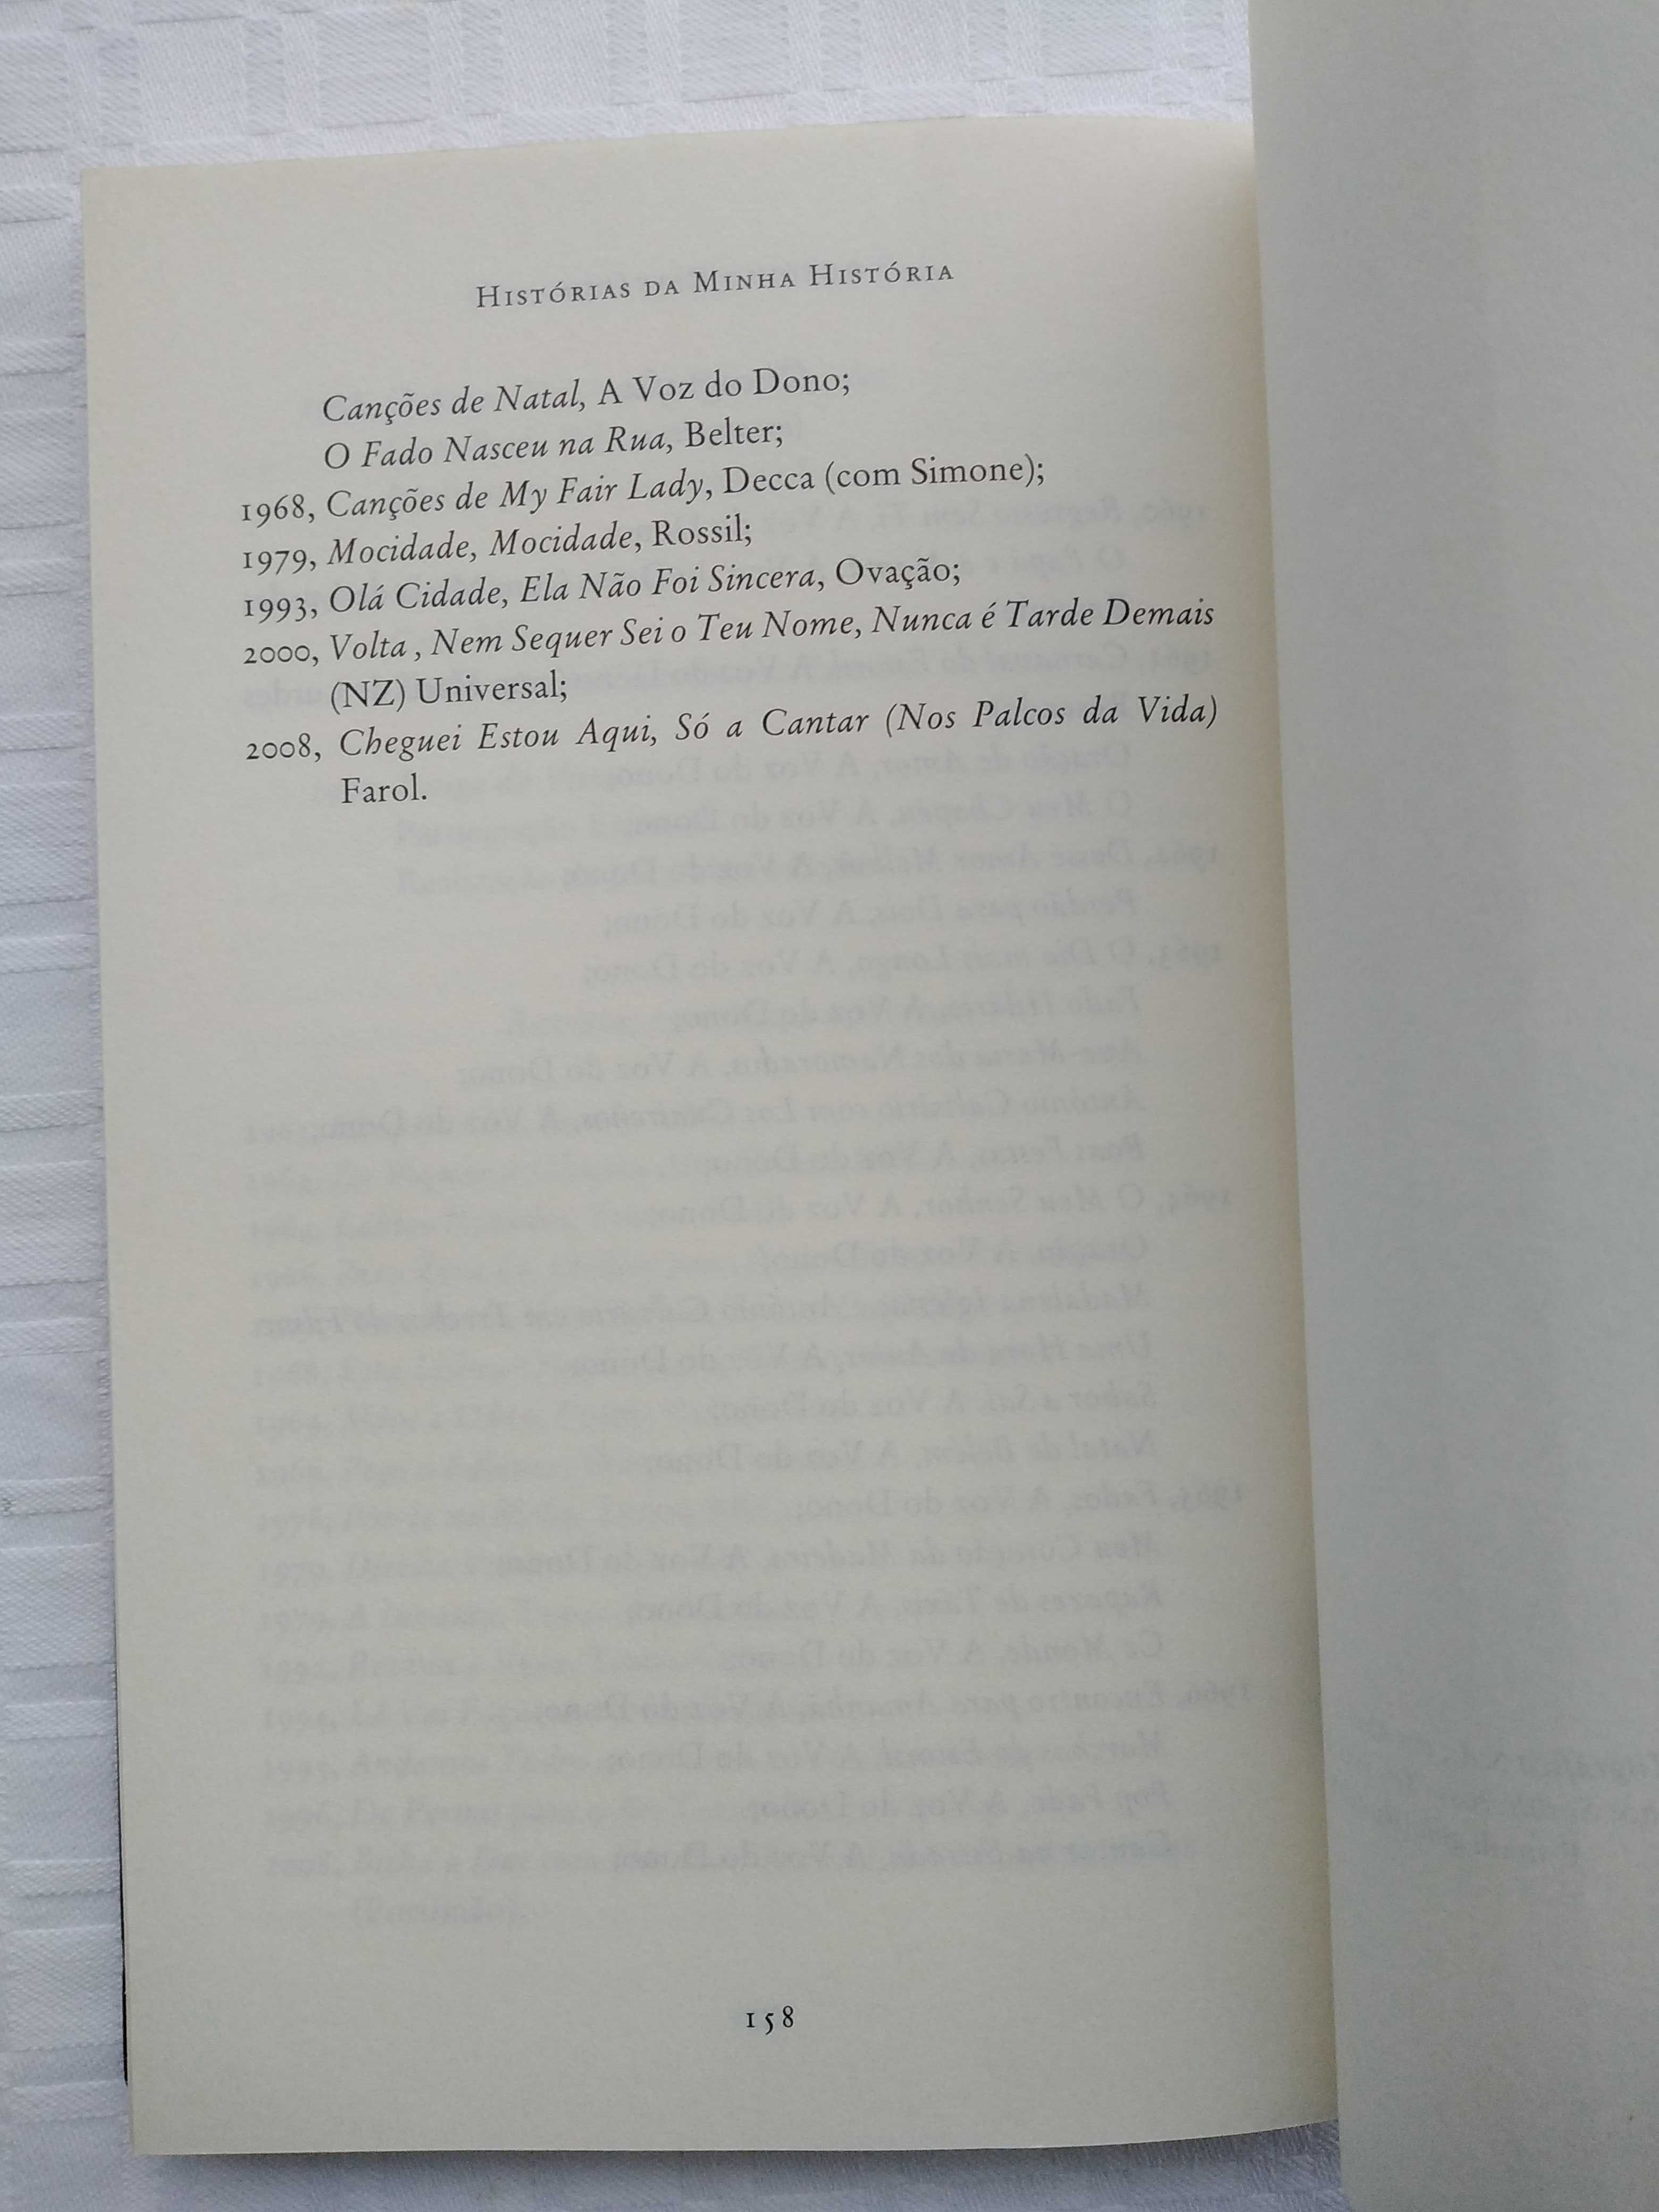 Histórias da Minha História
Canções de Natal, A Voz do Dono;
O Fado Nasceu na Rua, Belter;
1968, Canções de My Fair Lady, Decca (com Simone);
1979, Mocidade, Mocidade, Rossil;
1993, Olá Cidade, Ela Não Foi Sincera, Ovação;
2000, Volta , Nem Sequer Sei o Teu Nome, Nunca é Tarde Demais
(NZ) Universal;
2008, Cheguei Estou Aqui, Só a Cantar (Nos Palcos da Vida)
Farol.
158